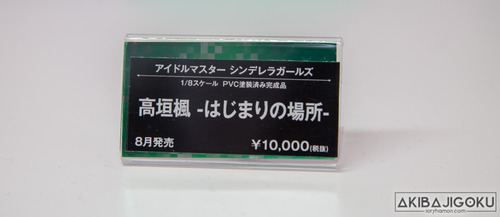 アイドルマスター シンデレラガールズ
1/8スケール PVC塗装済み完成品
高垣楓 -はじまりの場所-
8月発売 ¥10,000(税抜)
AKIBAJIGOKU